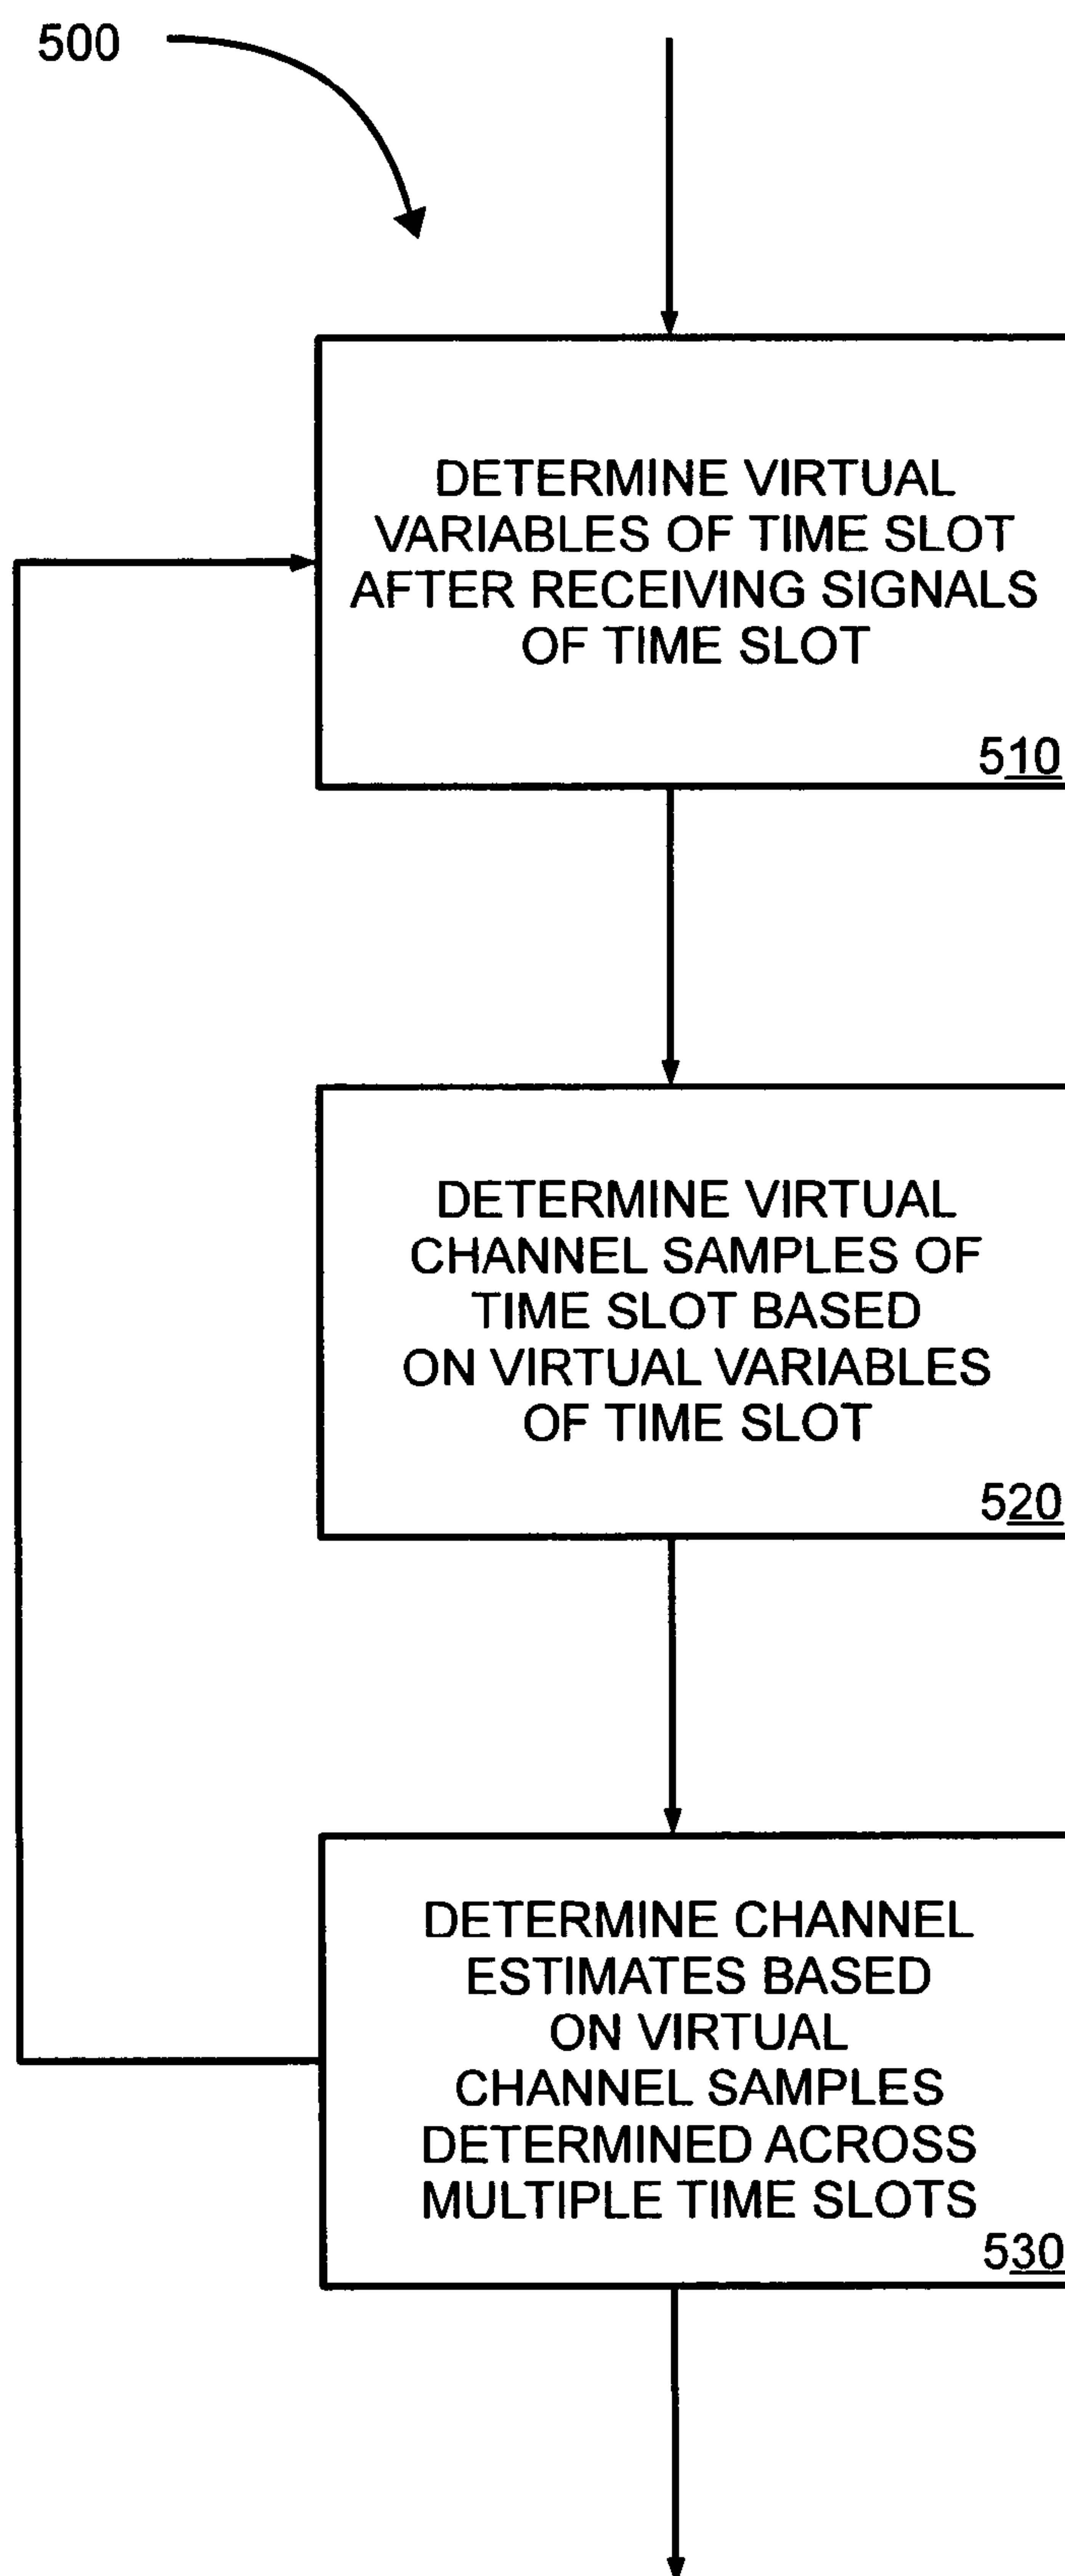 500
DETERMINE VIRTUAL
VARIABLES OF TIME SLOT
AFTER RECEIVING SIGNALS
OF TIME SLOT
510
DETERMINE VIRTUAL
CHANNEL SAMPLES OF
TIME SLOT BASED
ON VIRTUAL VARIABLES
OF TIME SLOT
520
DETERMINE CHANNEL
ESTIMATES BASED
ON VIRTUAL
CHANNEL SAMPLES
DETERMINED ACROSS
MULTIPLE TIME SLOTS
530